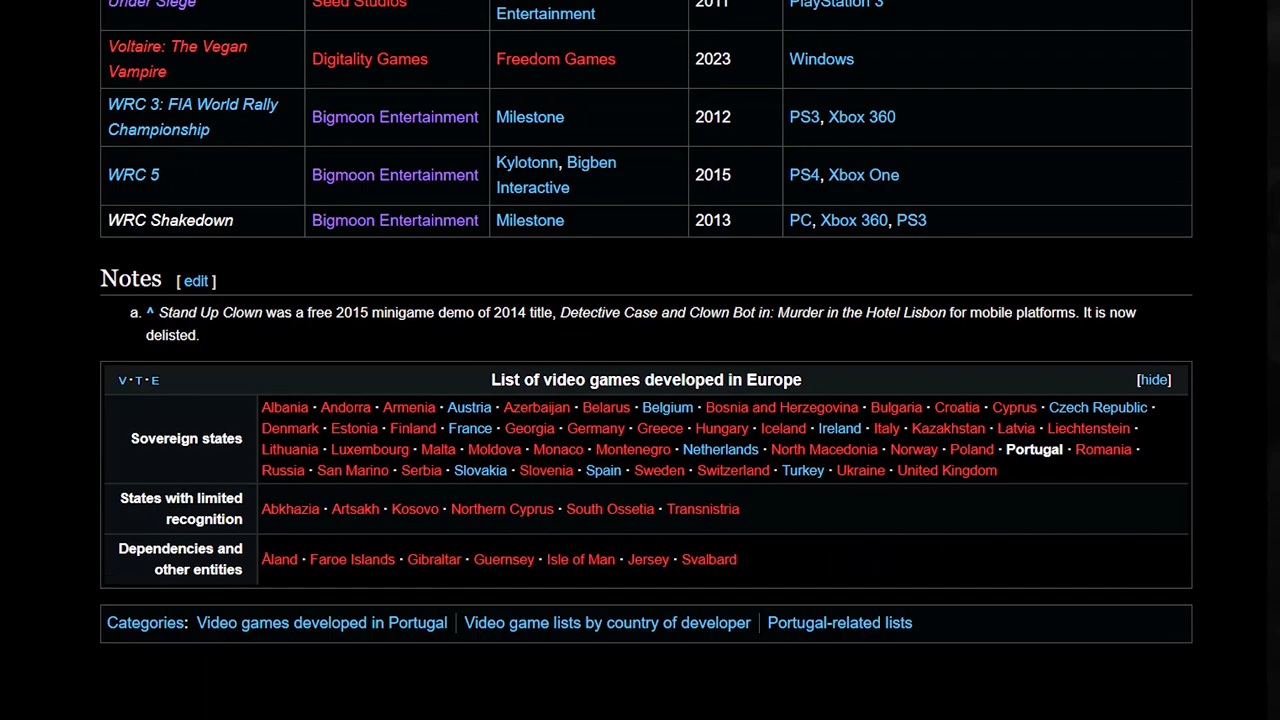 Under Siege Seed Studios Entertainment 2011 PlayStation 3
Voltaire: The Vegan Digitality Games Freedom Games 2023 Windows
Vampire
WRC 3: FIA World Rally Bigmoon Entertainment Milestone 2012 PS3, Xbox 360
Championship
WRC 5 Bigmoon Entertainment Kylotonn, Bigben 2015 PS4, Xbox One
Interactive
WRC Shakedown Bigmoon Entertainment Milestone 2013 PC, Xbox 360, PS3
Notes [ edit ]
a. ^ Stand Up Clown was a free 2015 minigame demo of 2014 title, Detective Case and Clown Bot in: Murder in the Hotel Lisbon for mobile platforms. It is now
delisted.
V · T · E List of video games developed in Europe [hide]
Sovereign states
Albania · Andorra · Armenia · Austria · Azerbaijan · Belarus · Belgium · Bosnia and Herzegovina · Bulgaria · Croatia · Cyprus · Czech Republic ·
Denmark · Estonia · Finland · France · Georgia · Germany · Greece · Hungary · Iceland · Ireland · Italy · Kazakhstan · Latvia · Liechtenstein ·
Lithuania · Luxembourg · Malta · Moldova · Monaco · Montenegro · Netherlands · North Macedonia · Norway · Poland · Portugal · Romania ·
Russia · San Marino · Serbia · Slovakia · Slovenia · Spain · Sweden · Switzerland · Turkey · Ukraine · United Kingdom
States with limited
recognition
Abkhazia · Artsakh · Kosovo · Northern Cyprus · South Ossetia · Transnistria
Dependencies and
other entities
Åland · Faroe Islands · Gibraltar · Guernsey · Isle of Man · Jersey · Svalbard
Categories: Video games developed in Portugal | Video game lists by country of developer | Portugal-related lists